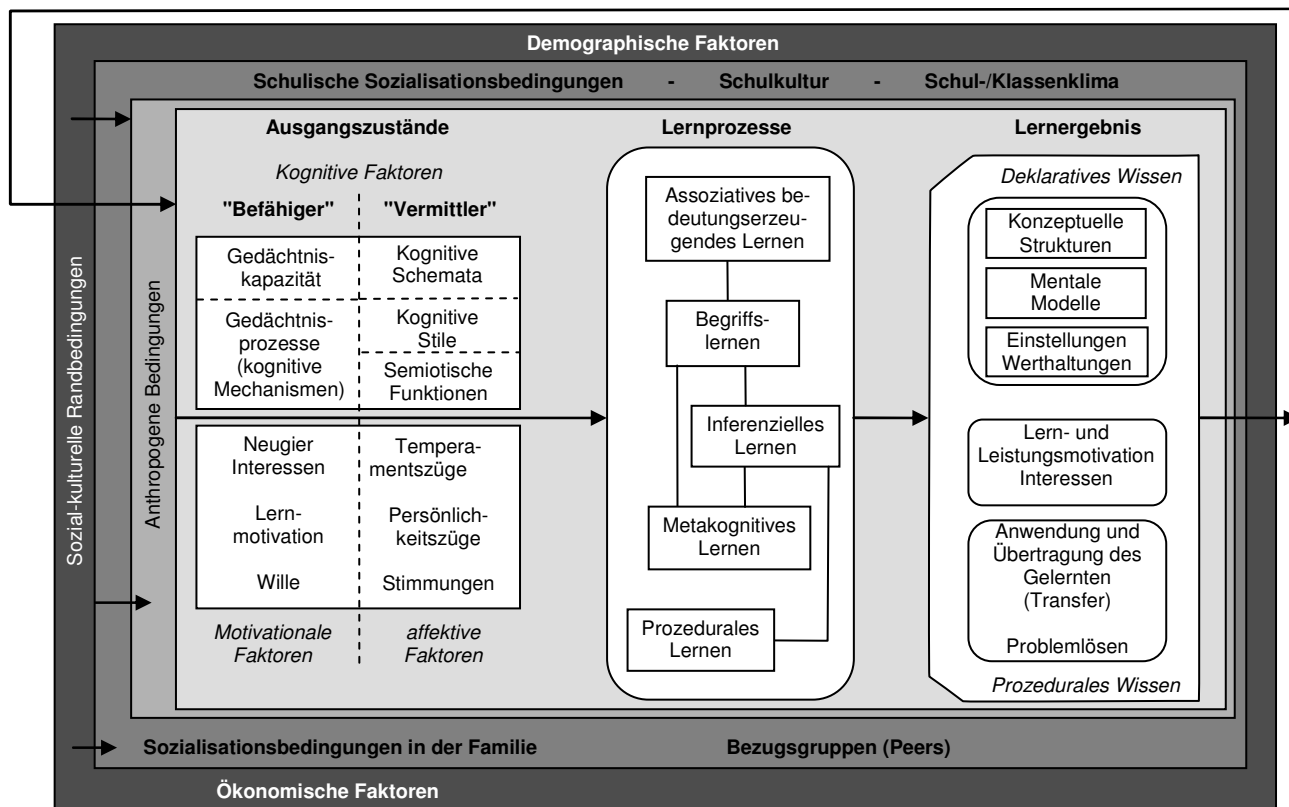 Demographische Faktoren
Schulische Sozialisationsbedingungen - Schulkultur - Schul-/Klassenklima
Sozial-kulturelle Randbedingungen
Anthropogene Bedingungen
Ausgangszustände
Kognitive Faktoren
"Befähiger" "Vermittler"
Gedächtnis-
kapazität
Kognitive
Schemata
Gedächtnis-
prozesse
(kognitive
Mechanismen)
Kognitive
Stile
Semiotische
Funktionen
Neugier
Interessen
Tempera-
mentszüge
Lern-
motivation
Persönlich-
keitszüge
Wille
Stimmungen
Motivationale
Faktoren
affektive
Faktoren
Lernprozesse
Assoziatives be-
deutungserzeu-
gendes Lernen
Begriffs-
lernen
Inferenzielles
Lernen
Metakognitives
Lernen
Prozedurales
Lernen
Lernergebnis
Deklaratives Wissen
Konzeptuelle
Strukturen
Mentale
Modelle
Einstellungen
Werthaltungen
Lern- und
Leistungsmotivation
Interessen
Anwendung und
Übertragung des
Gelernten
(Transfer)
Problemlösen
Prozedurales Wissen
Sozialisationsbedingungen in der Familie
Bezugsgruppen (Peers)
Ökonomische Faktoren